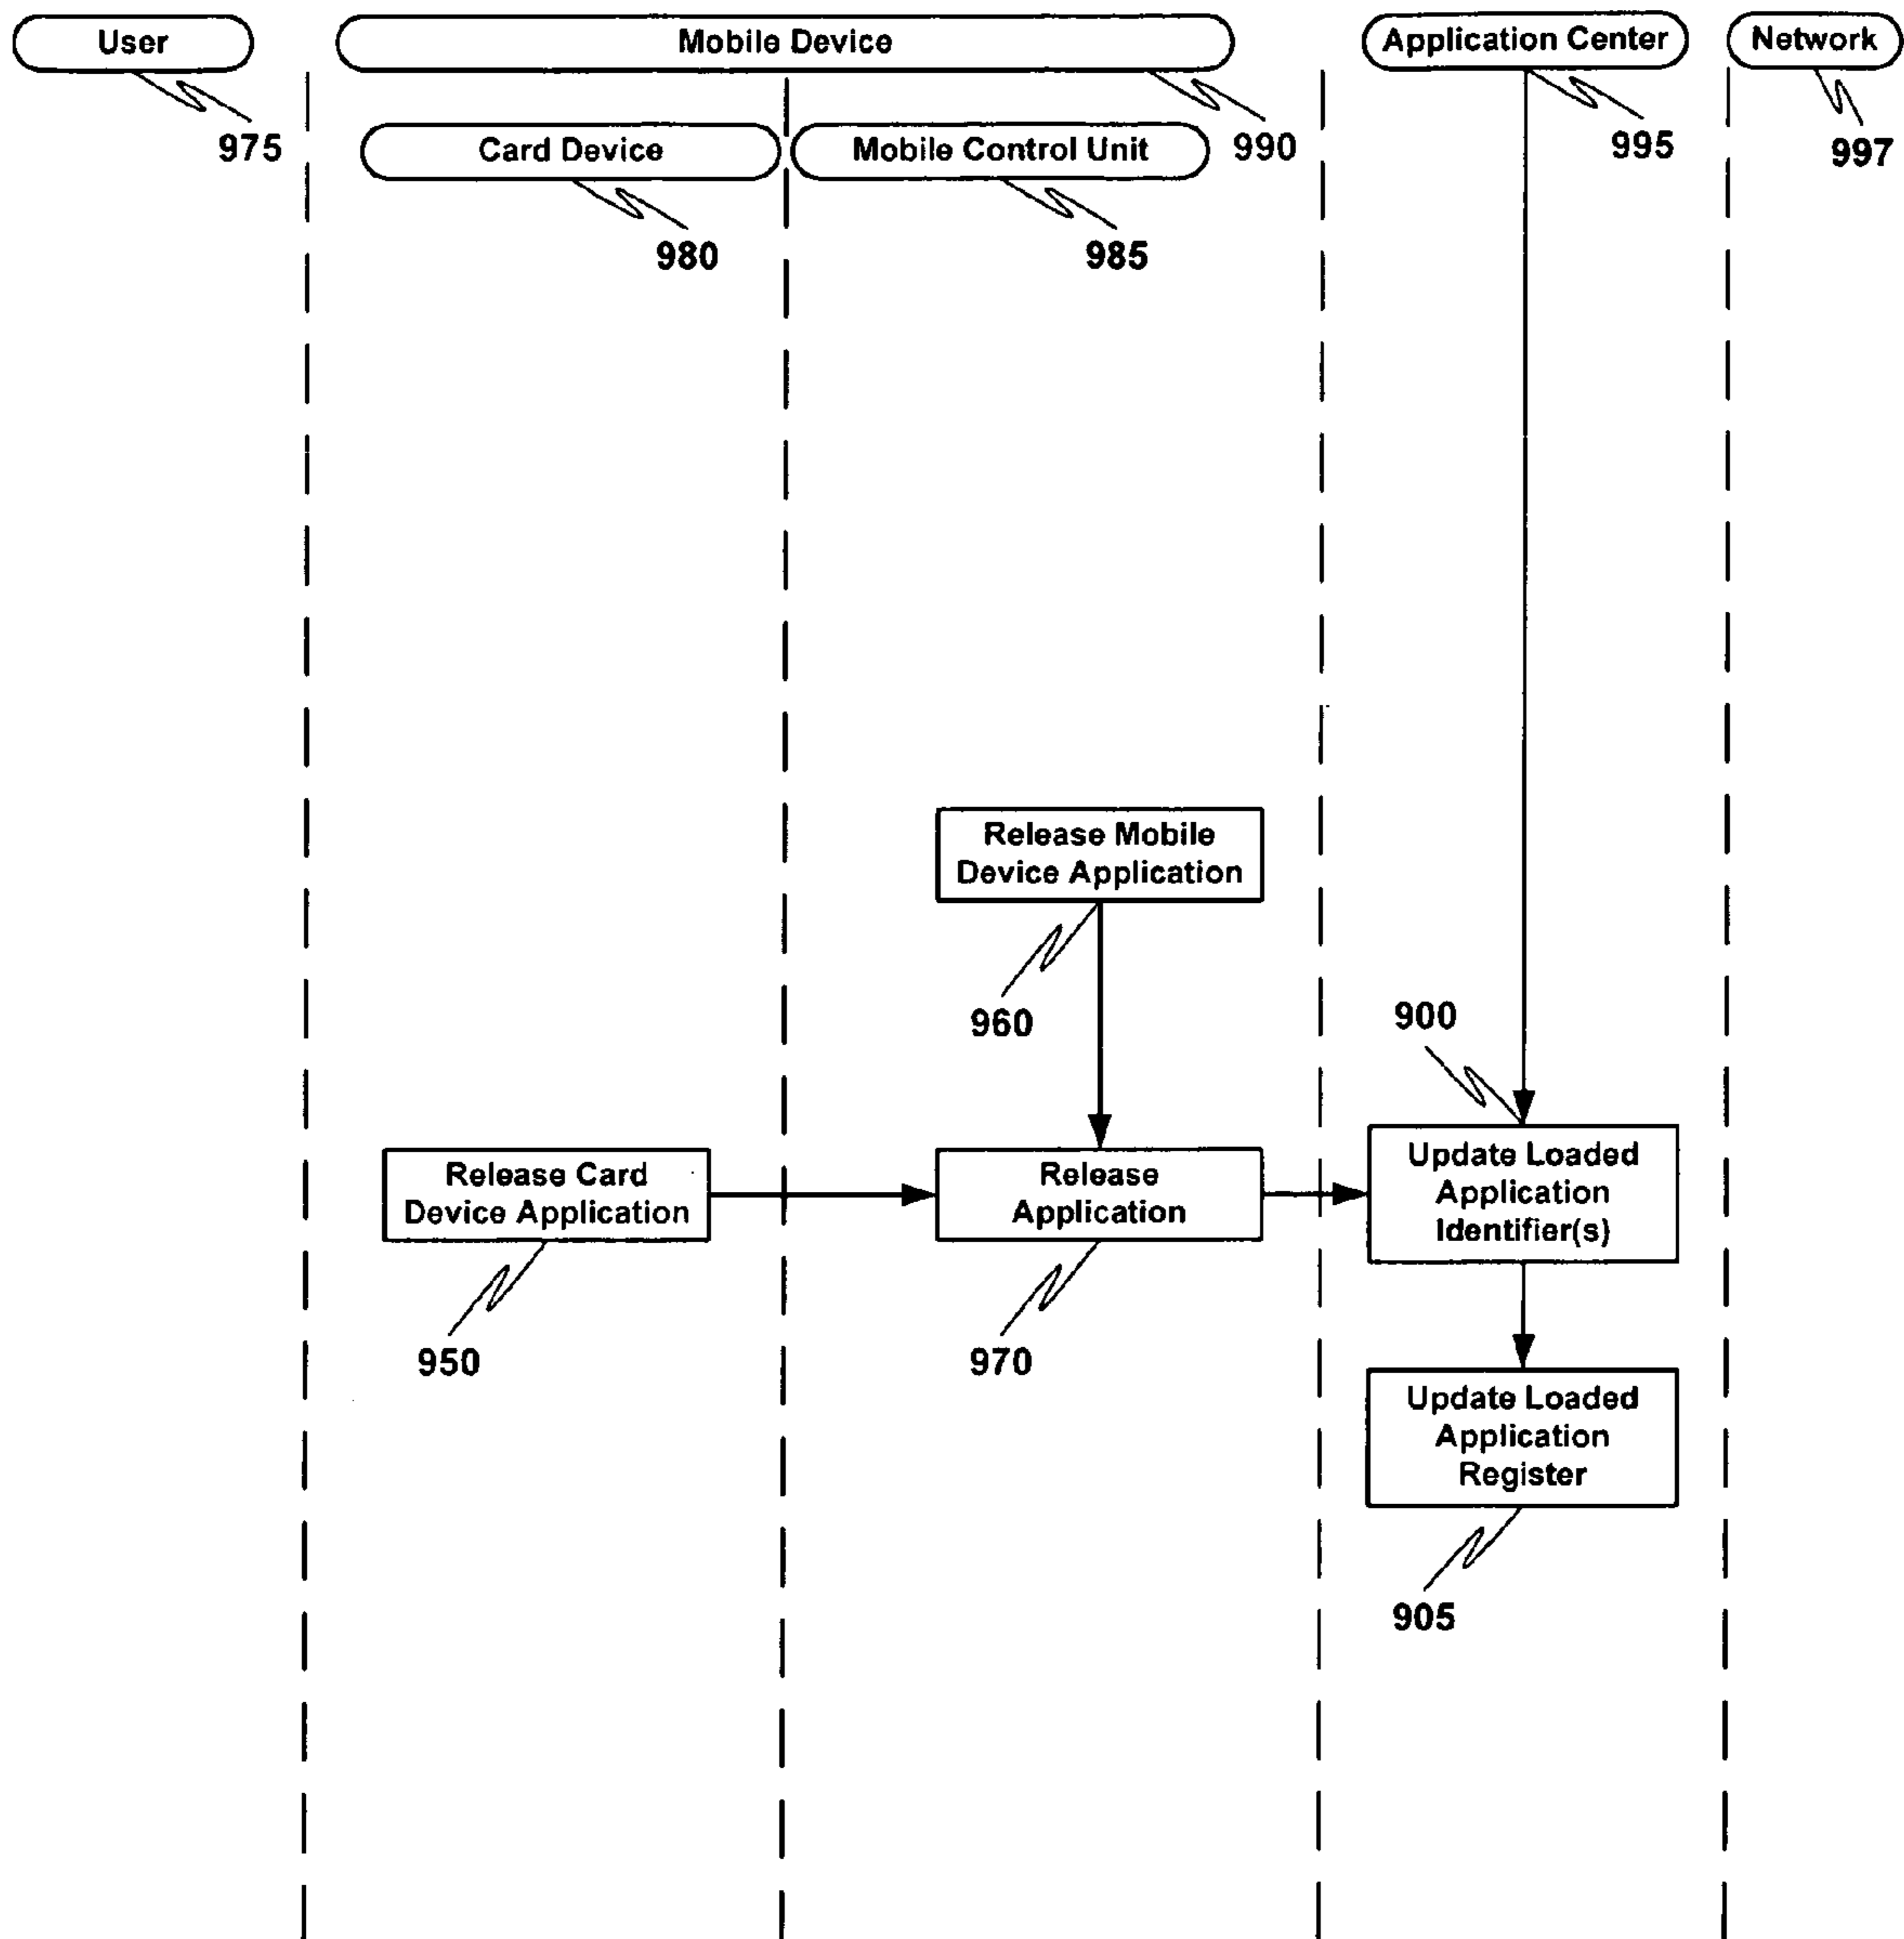 User
Mobile Device
Application Center
Network
975
990
995
997
Card Device
Mobile Control Unit
980
985
Release Mobile
Device Application
960
900
Release Card
Device Application
Release
Application
Update Loaded
Application
Identifier(s)
950
970
Update Loaded
Application
Register
905